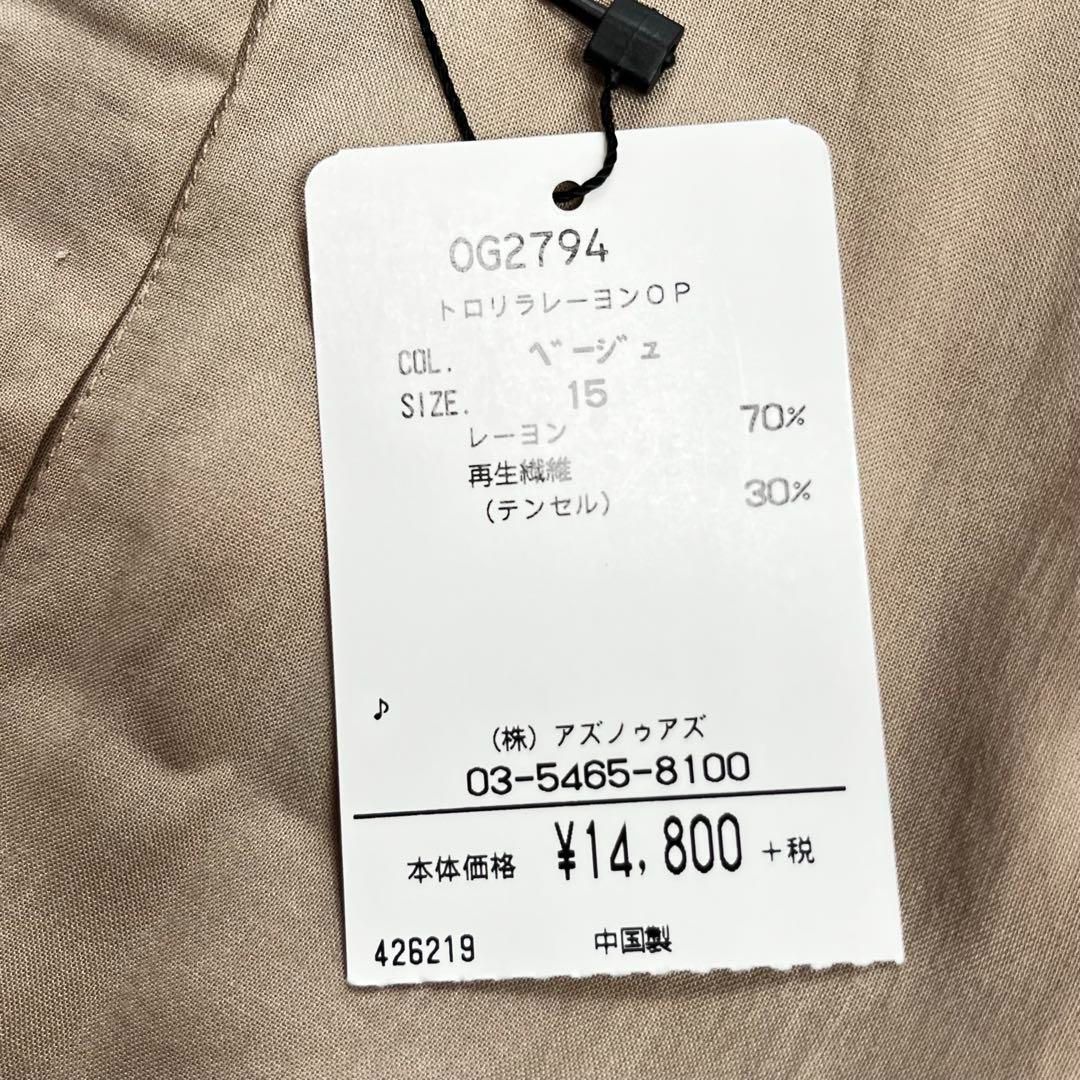 OG2794
トロリラレーヨンOP
COL. ベージュ
SIZE. 15
レーヨン 70%
再生繊維
(テンセル) 30%
♪
(株) アズノゥアズ
03-5465-8100
本体価格 ¥14,800 +税
426219 中国製